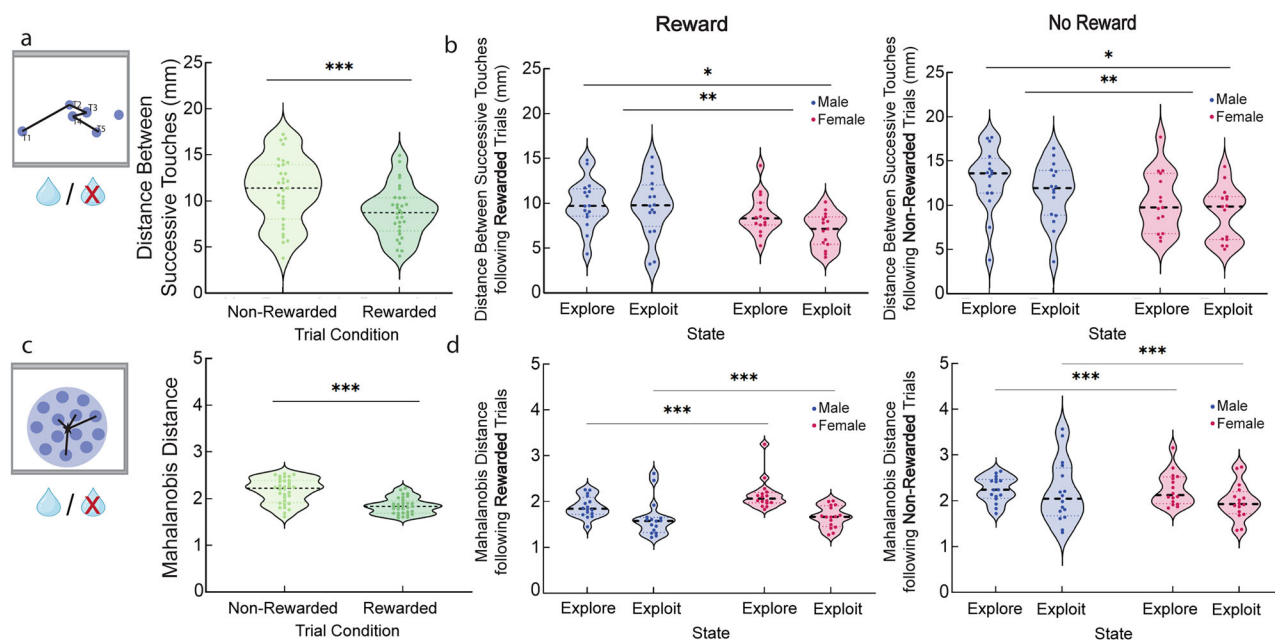 a
T1
T2
T3
T4
T5
/ X
Distance Between
Successive Touches (mm)
25
20
15
10
5
0
***
Non-Rewarded
Rewarded
Trial Condition
b
Reward
Distance Between Successive Touches
following Rewarded Trials (mm)
25
20
15
10
5
0
*
**
Male
Female
Explore
Exploit
Explore
Exploit
State
No Reward
Distance Between Successive Touches
following Non-Rewarded Trials (mm)
25
20
15
10
5
0
*
**
Male
Female
Explore
Exploit
Explore
Exploit
State
c
/ X
Mahalanobis Distance
5
4
3
2
1
0
***
Non-Rewarded
Rewarded
Trial Condition
d
Mahalanobis Distance
following Rewarded Trials
5
4
3
2
1
0
***
***
Male
Female
Explore
Exploit
Explore
Exploit
State
Mahalanobis Distance
following Non-Rewarded Trials
5
4
3
2
1
0
***
***
Male
Female
Explore
Exploit
Explore
Exploit
State